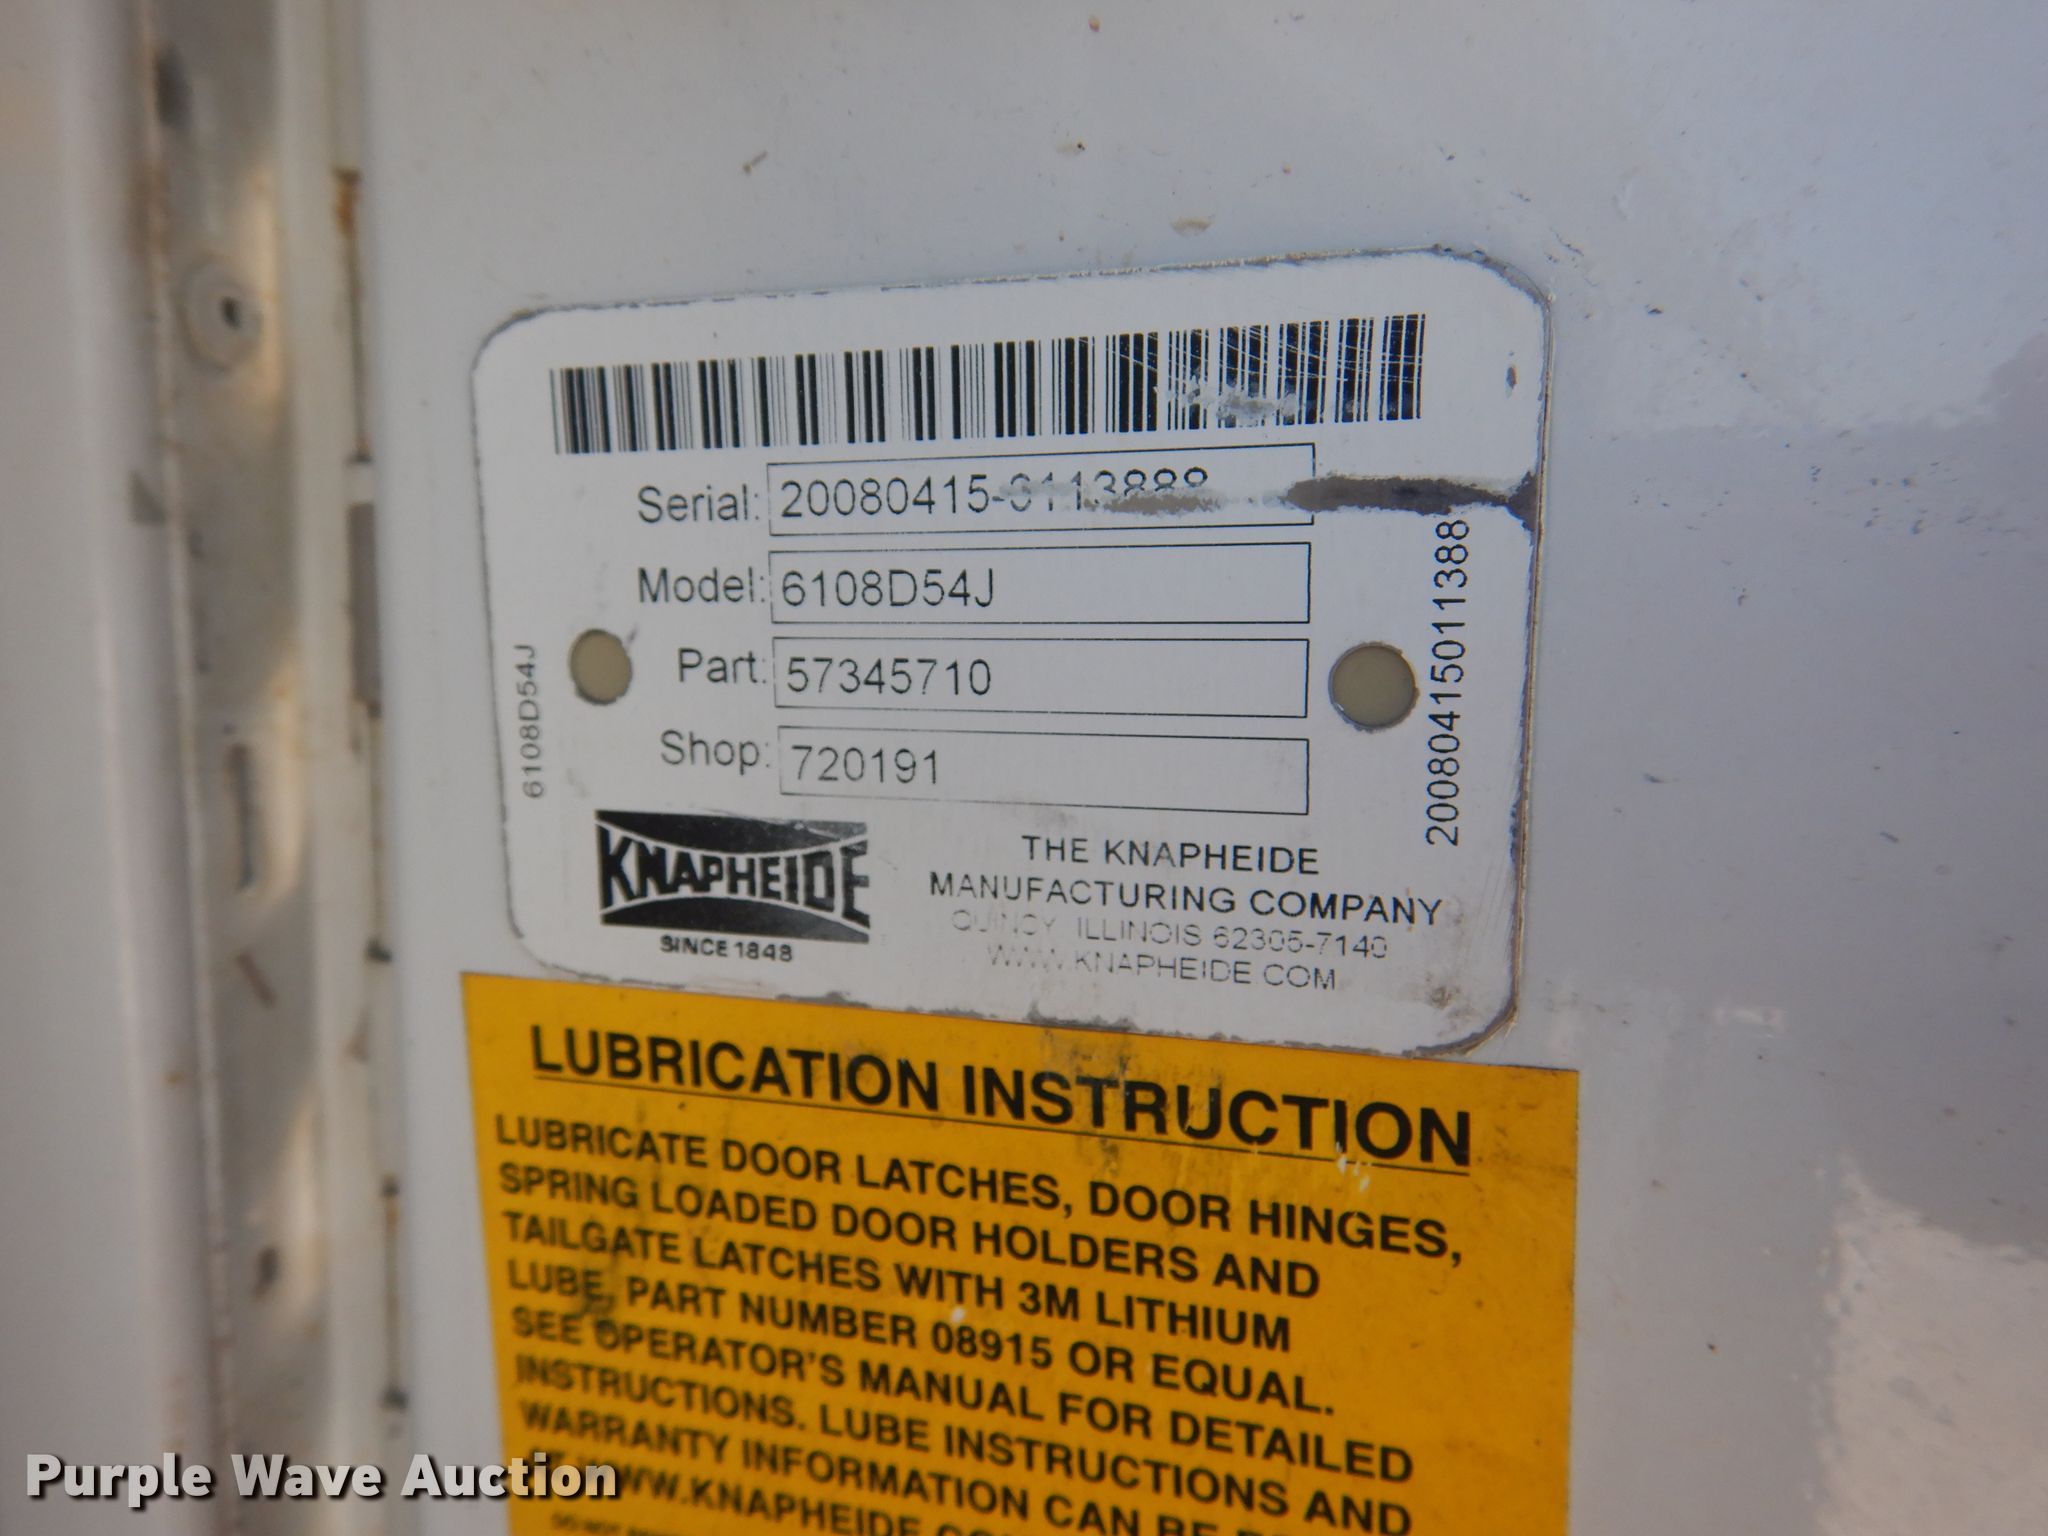 Serial: 20080415-0113888
Model: 6108D54J
Part: 57345710
Shop: 720191
6108D54J
20080415011388
KNAPHEIDE
SINCE 1848
THE KNAPHEIDE
MANUFACTURING COMPANY
QUINCY, ILLINOIS 62305-7140
WWW.KNAPHEIDE.COM
LUBRICATION INSTRUCTION
LUBRICATE DOOR LATCHES, DOOR HINGES,
SPRING LOADED DOOR HOLDERS AND
TAILGATE LATCHES WITH 3M LITHIUM
LUBE, PART NUMBER 08915 OR EQUAL.
SEE OPERATOR'S MANUAL FOR DETAILED
INSTRUCTIONS. LUBE INSTRUCTIONS AND
WARRANTY INFORMATION CAN BE
WWW.KNAPHEIDE
Purple Wave Auction